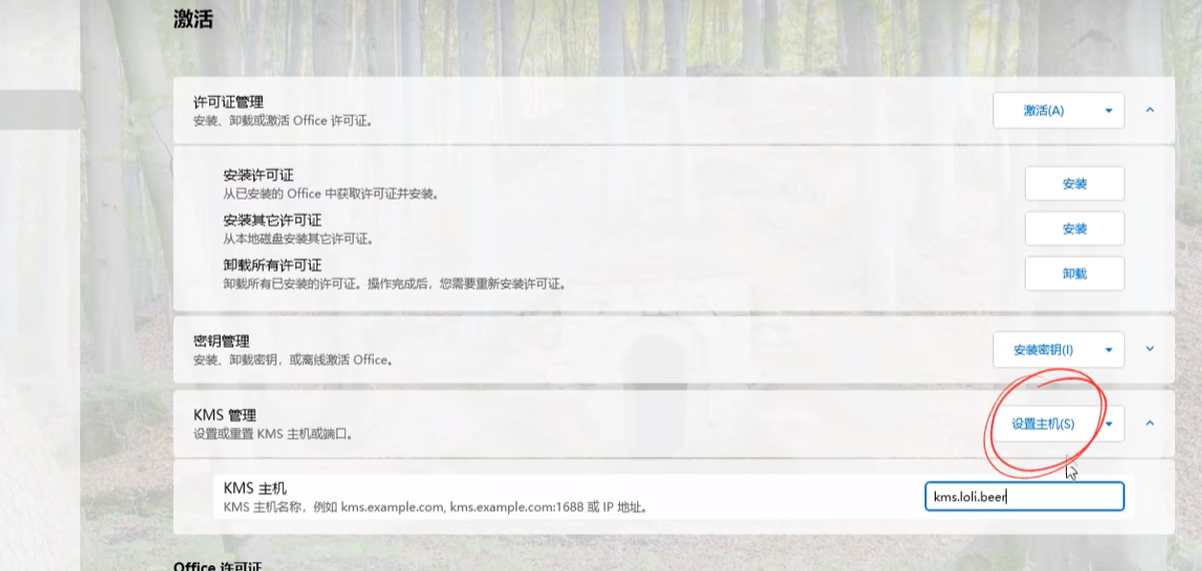 激活
许可证管理
安装、卸载或激活 Office 许可证。
激活(A)
安装许可证
从已安装的 Office 中获取许可证并安装。
安装
安装其它许可证
从本地磁盘安装其它许可证。
安装
卸载所有许可证
卸载所有已安装的许可证。操作完成后，您需要重新安装许可证。
卸载
密钥管理
安装、卸载密钥，或离线激活 Office。
安装密钥(I)
KMS 管理
设置或重置 KMS 主机或端口。
设置主机(S)
KMS 主机
KMS 主机名称，例如 kms.example.com, kms.example.com:1688 或 IP 地址。
kms.loli.beer
Office 许可证